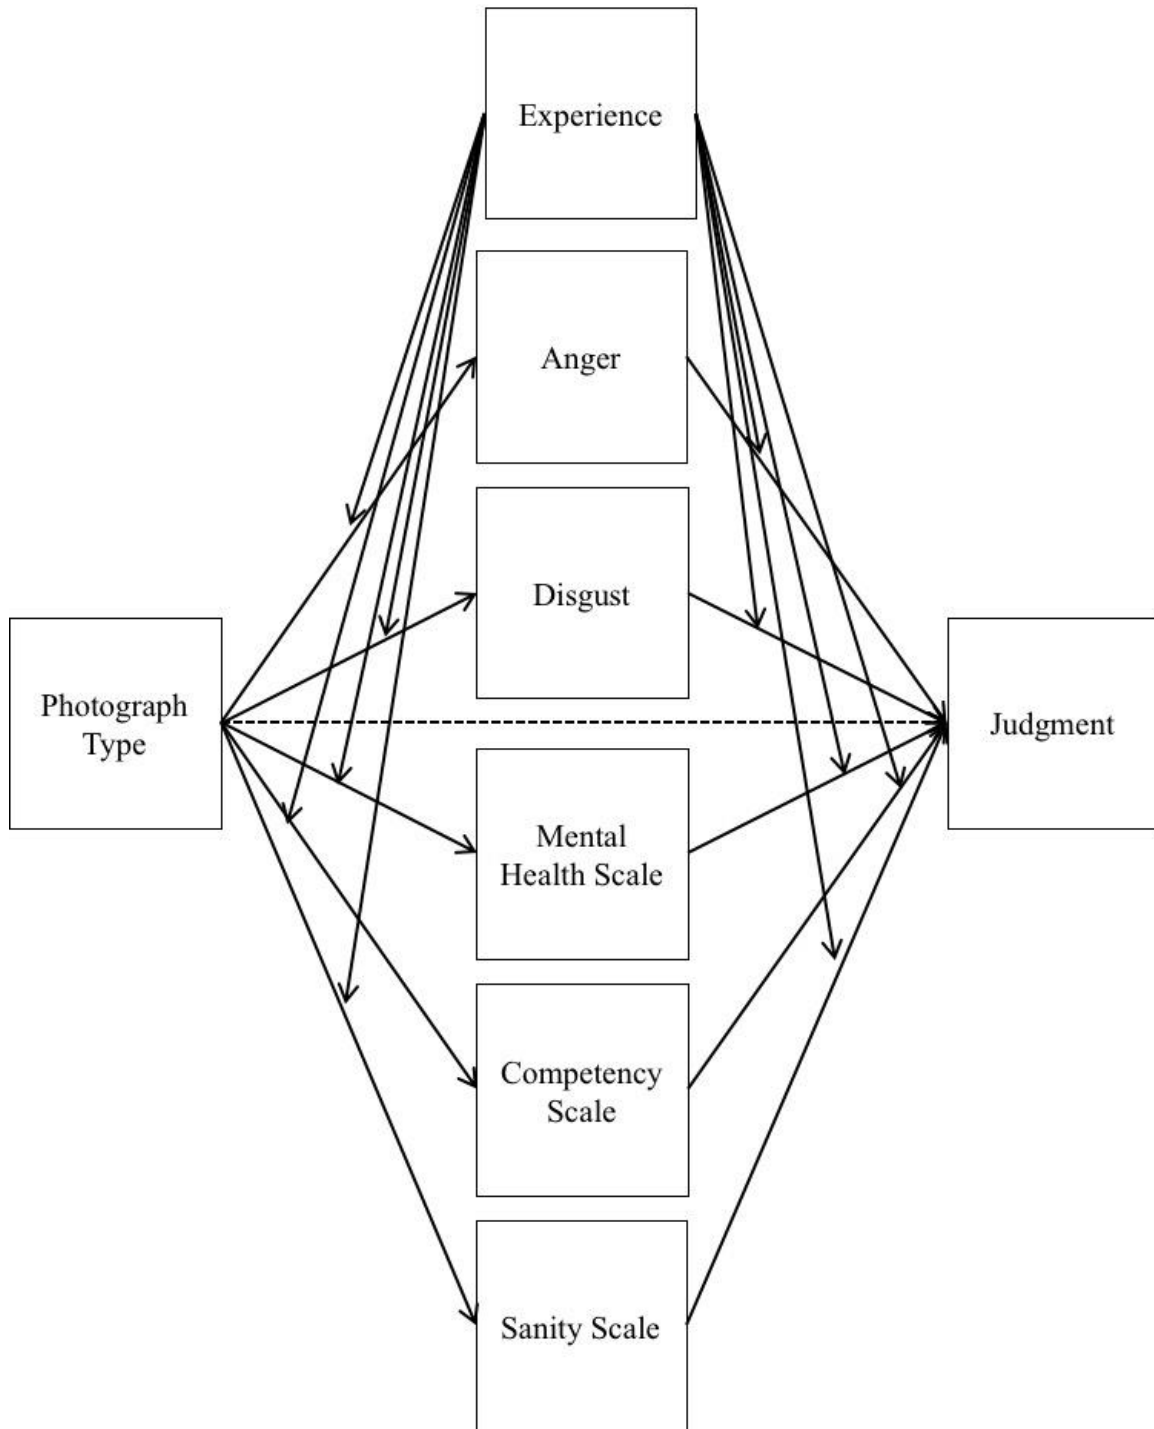 Experience
Anger
Disgust
Photograph
Type
Judgment
Mental
Health Scale
Competency
Scale
Sanity Scale